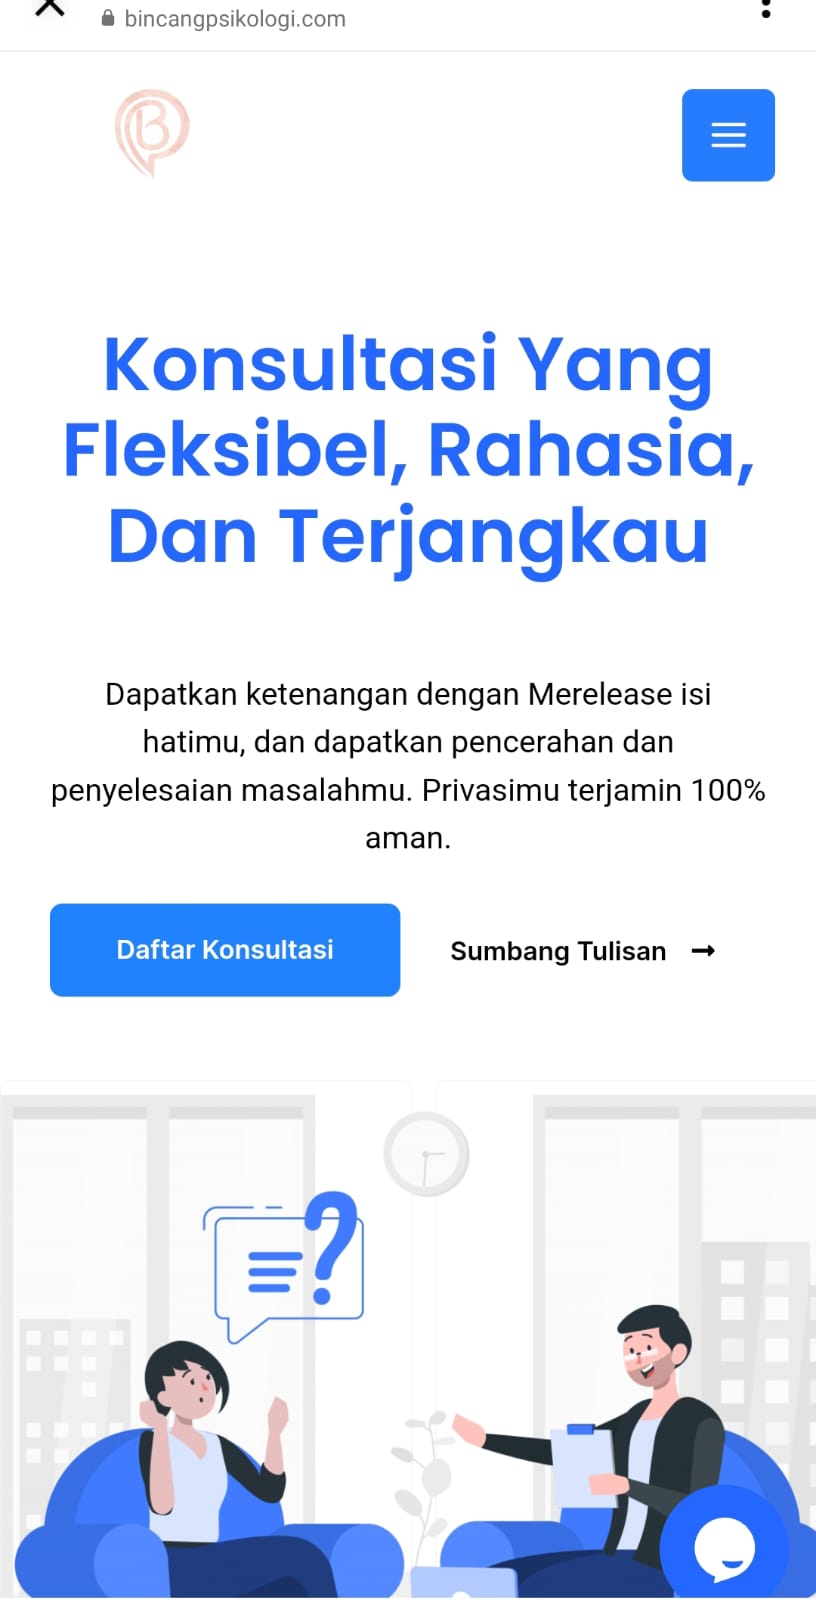 bincangpsikologi.com
B
Konsultasi Yang
Fleksibel, Rahasia,
Dan Terjangkau
Dapatkan ketenangan dengan Merelease isi
hatimu, dan dapatkan pencerahan dan
penyelesaian masalahmu. Privasimu terjamin 100%
aman.
Daftar Konsultasi
Sumbang Tulisan →
?